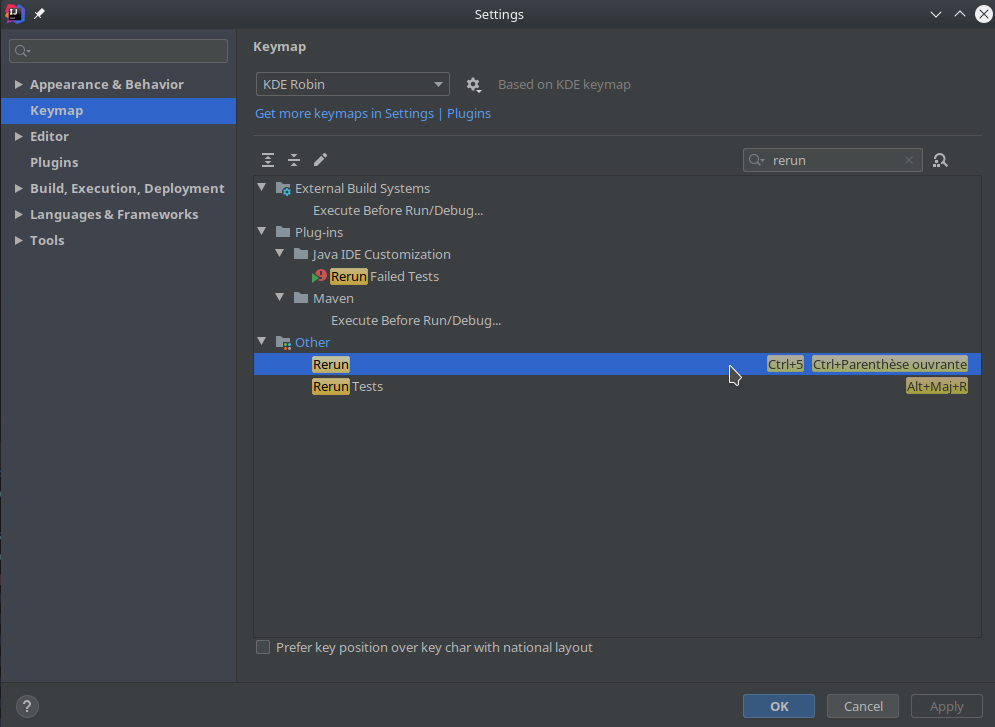 Settings
Appearance & Behavior
Keymap
Editor
Plugins
Build, Execution, Deployment
Languages & Frameworks
Tools
Keymap
KDE Robin
Based on KDE keymap
Get more keymaps in Settings | Plugins
rerun
External Build Systems
Execute Before Run/Debug...
Plug-ins
Java IDE Customization
Rerun Failed Tests
Maven
Execute Before Run/Debug...
Other
Rerun Ctrl+5 Ctrl+Parenthèse ouvrante
Rerun Tests Alt+Maj+R
Prefer key position over key char with national layout
? OK Cancel Apply